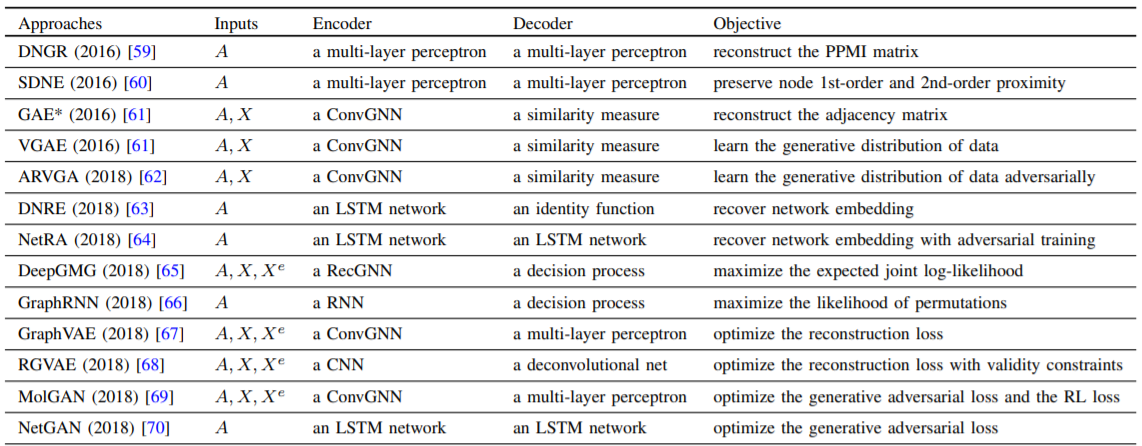 Approaches Inputs Encoder Decoder Objective
DNGR (2016) [59] A a multi-layer perceptron a multi-layer perceptron reconstruct the PPMI matrix
SDNE (2016) [60] A a multi-layer perceptron a multi-layer perceptron preserve node 1st-order and 2nd-order proximity
GAE* (2016) [61] A, X a ConvGNN a similarity measure reconstruct the adjacency matrix
VGAE (2016) [61] A, X a ConvGNN a similarity measure learn the generative distribution of data
ARVGA (2018) [62] A, X a ConvGNN a similarity measure learn the generative distribution of data adversarially
DNRE (2018) [63] A an LSTM network an identity function recover network embedding
NetRA (2018) [64] A an LSTM network an LSTM network recover network embedding with adversarial training
DeepGMG (2018) [65] A, X, Xᵉ a RecGNN a decision process maximize the expected joint log-likelihood
GraphRNN (2018) [66] A a RNN a decision process maximize the likelihood of permutations
GraphVAE (2018) [67] A, X, Xᵉ a ConvGNN a multi-layer perceptron optimize the reconstruction loss
RGVAE (2018) [68] A, X, Xᵉ a CNN a deconvolutional net optimize the reconstruction loss with validity constraints
MolGAN (2018) [69] A, X, Xᵉ a ConvGNN a multi-layer perceptron optimize the generative adversarial loss and the RL loss
NetGAN (2018) [70] A an LSTM network an LSTM network optimize the generative adversarial loss